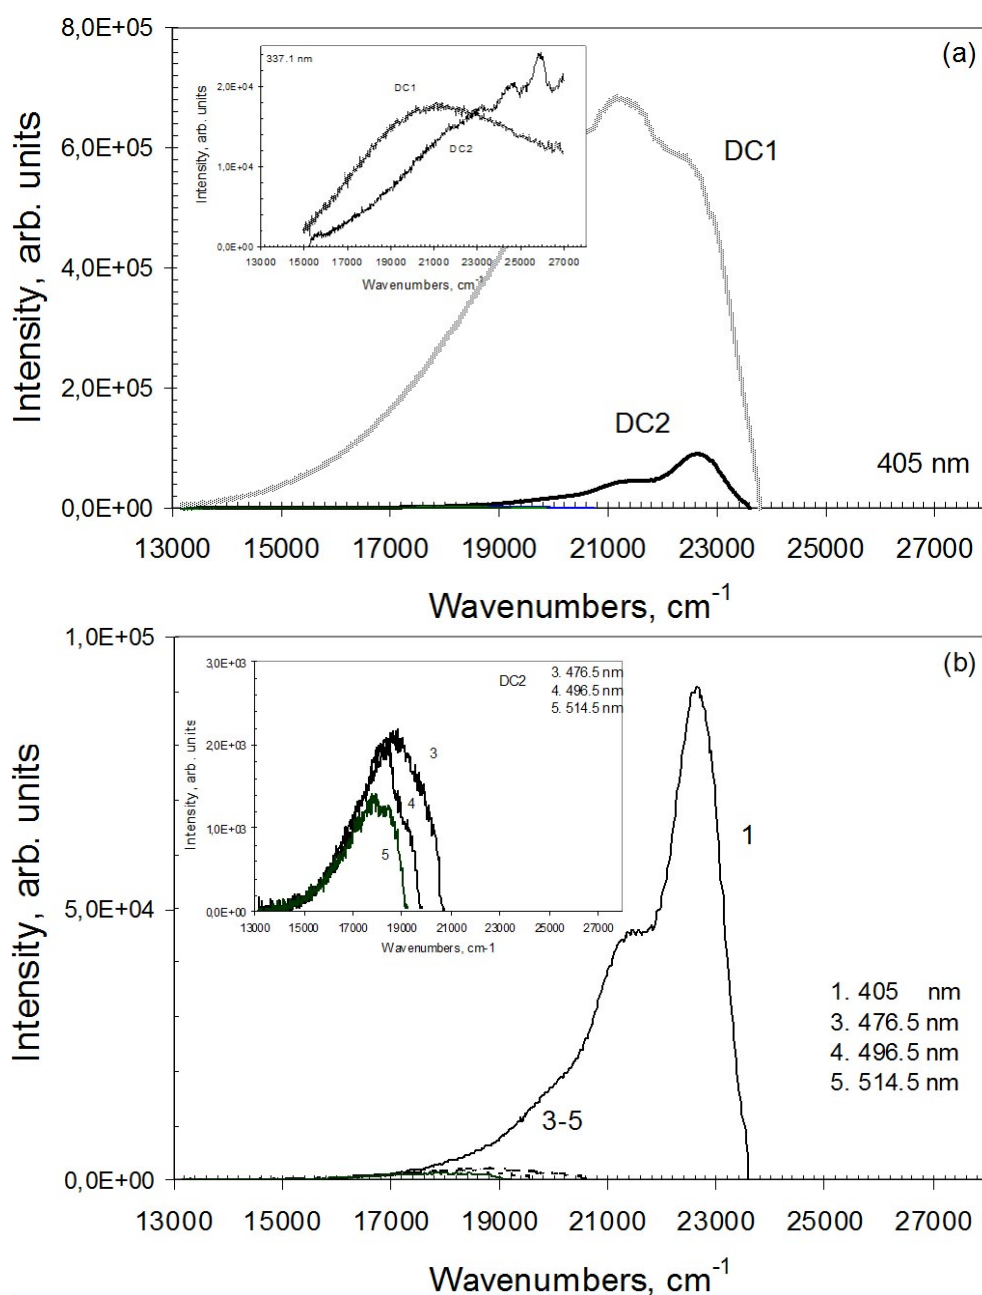 (a)
8,0E+05
6,0E+05
4,0E+05
2,0E+05
0,0E+00
Intensity, arb. units
13000 15000 17000 19000 21000 23000 25000 27000
Wavenumbers, cm-1
DC1
DC2
405 nm
337.1 nm
2,0E+04
1,0E+04
0,0E+00
Intensity, arb. units
DC1
DC2
13000 15000 17000 19000 21000 23000 25000 27000
Wavenumbers, cm-1
(b)
1,0E+05
5,0E+04
0,0E+00
Intensity, arb. units
13000 15000 17000 19000 21000 23000 25000 27000
Wavenumbers, cm-1
1
3-5
1. 405 nm
3. 476.5 nm
4. 496.5 nm
5. 514.5 nm
3,0E+03
2,0E+03
1,0E+03
0,0E+00
Intensity, arb. units
DC2
3. 476.5 nm
4. 496.5 nm
5. 514.5 nm
3
4
5
13000 15000 17000 19000 21000 23000 25000 27000
Wavenumbers, cm-1